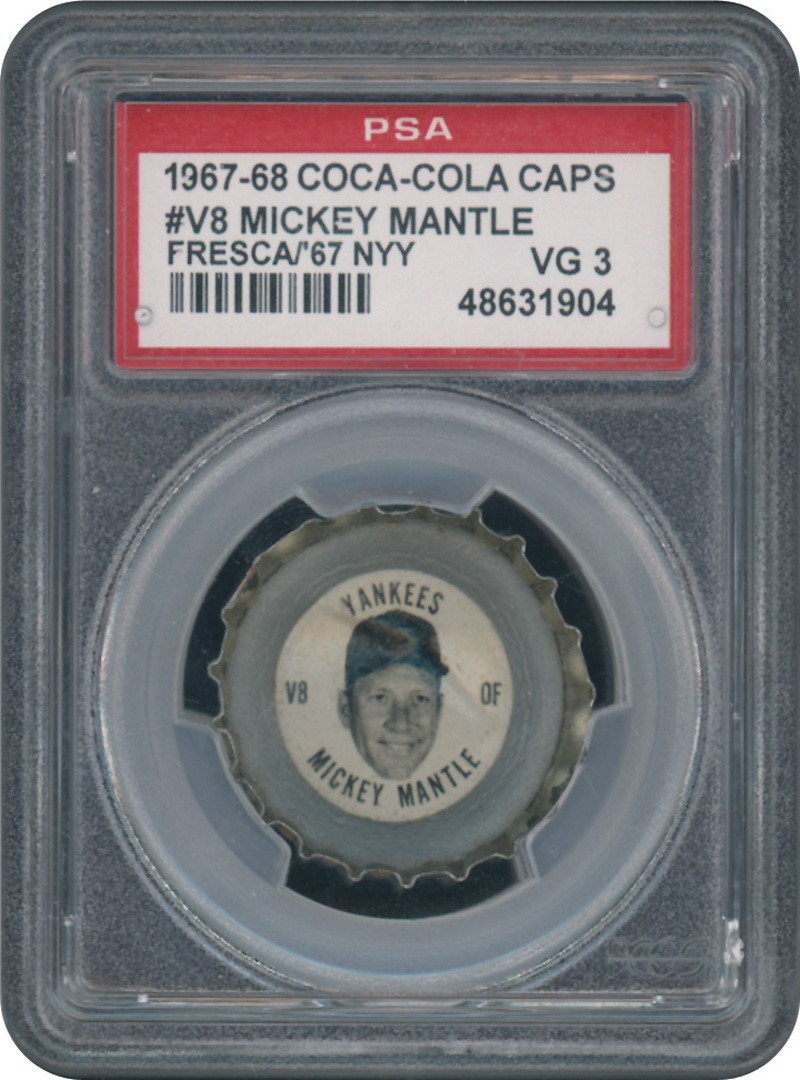 PSA
1967-68 COCA-COLA CAPS
#V8 MICKEY MANTLE
FRESCA/'67 NYY VG 3
48631904
YANKEES
V8 OF
MICKEY MANTLE